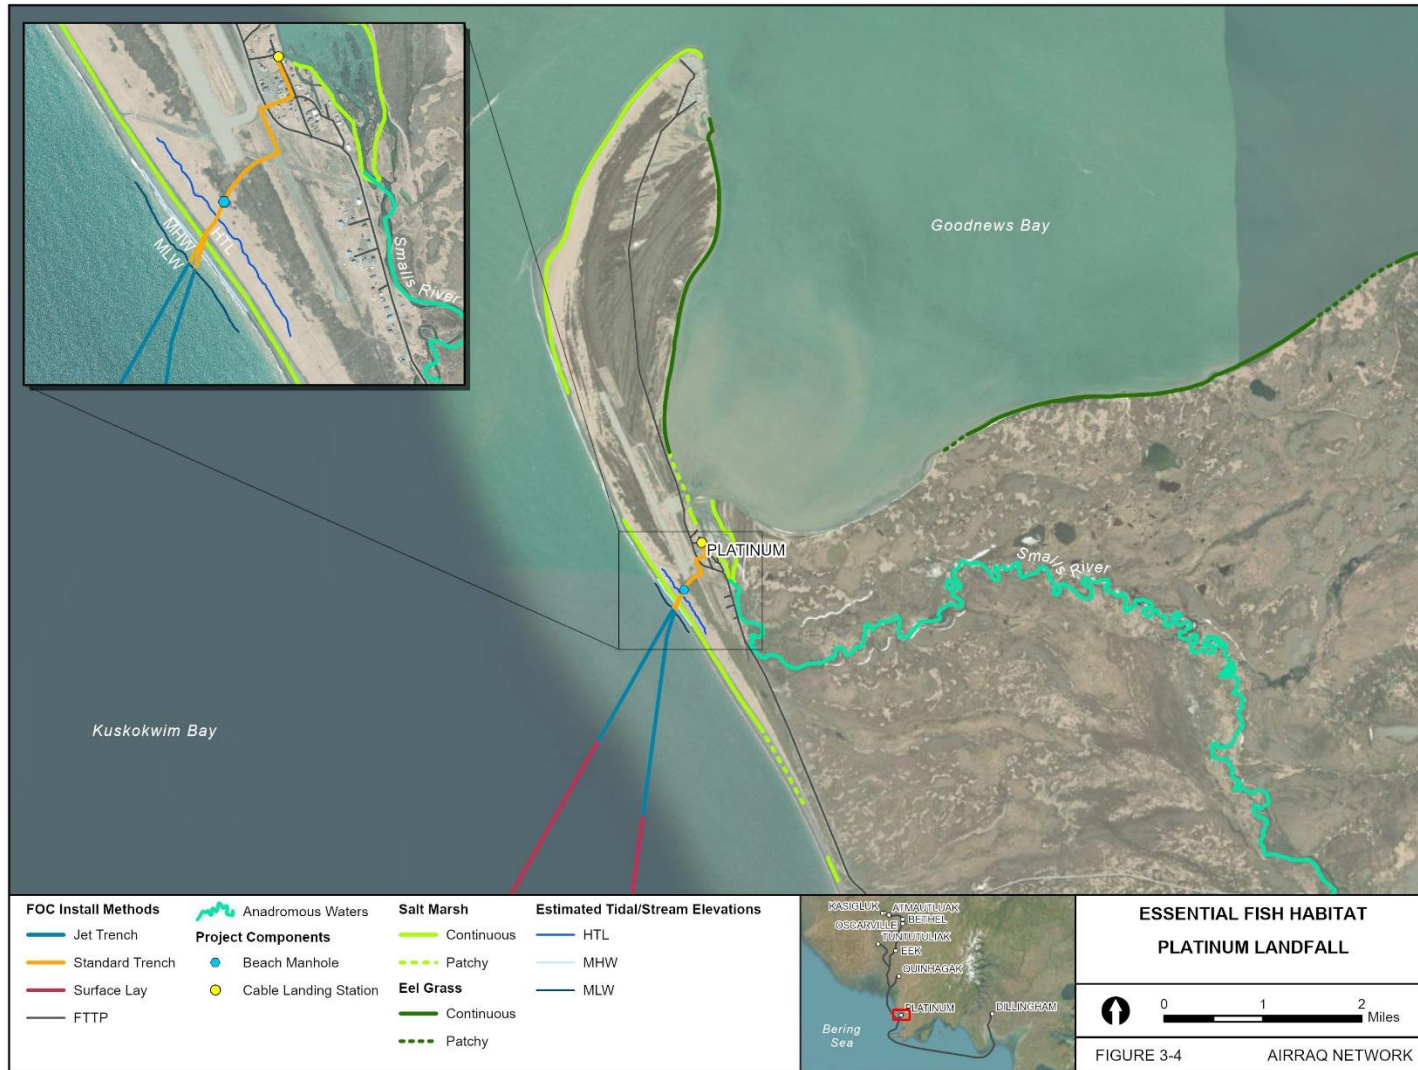 MHW
HTL
MLW
Smalls River
Goodnews Bay
PLATINUM
Smalls River
Kuskokwim Bay
FOC Install Methods
Jet Trench
Standard Trench
Surface Lay
FTTP
Anadromous Waters
Project Components
Beach Manhole
Cable Landing Station
Salt Marsh
Continuous
Patchy
Eel Grass
Continuous
Patchy
Estimated Tidal/Stream Elevations
HTL
MHW
MLW
KASIGLUK
ATMAUTLUAK
BETHEL
OSCARVILLE
TUNTUTULIAK
EEK
QUINHAGAK
PLATINUM
DILLINGHAM
Bering
Sea
ESSENTIAL FISH HABITAT
PLATINUM LANDFALL
0 1 2
Miles
FIGURE 3-4 AIRRAQ NETWORK